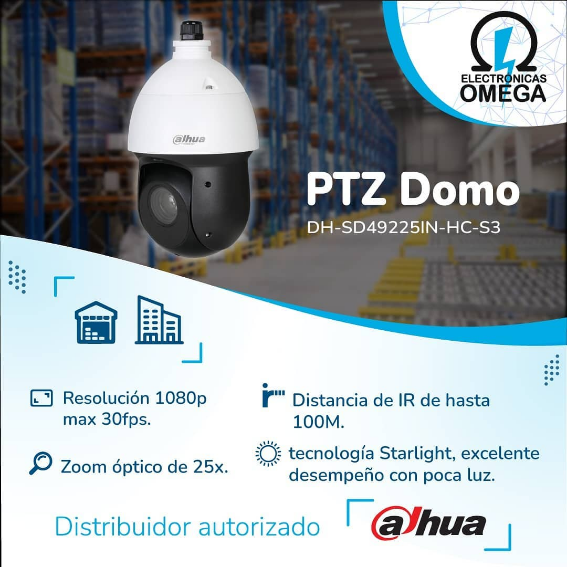 ELECTRÓNICAS
OMEGA
alhua
PTZ Domo
DH-SD49225IN-HC-S3
Resolución 1080p
max 30fps.
Distancia de IR de hasta
100M.
Zoom óptico de 25x.
tecnología Starlight, excelente
desempeño con poca luz.
Distribuidor autorizado
alhua